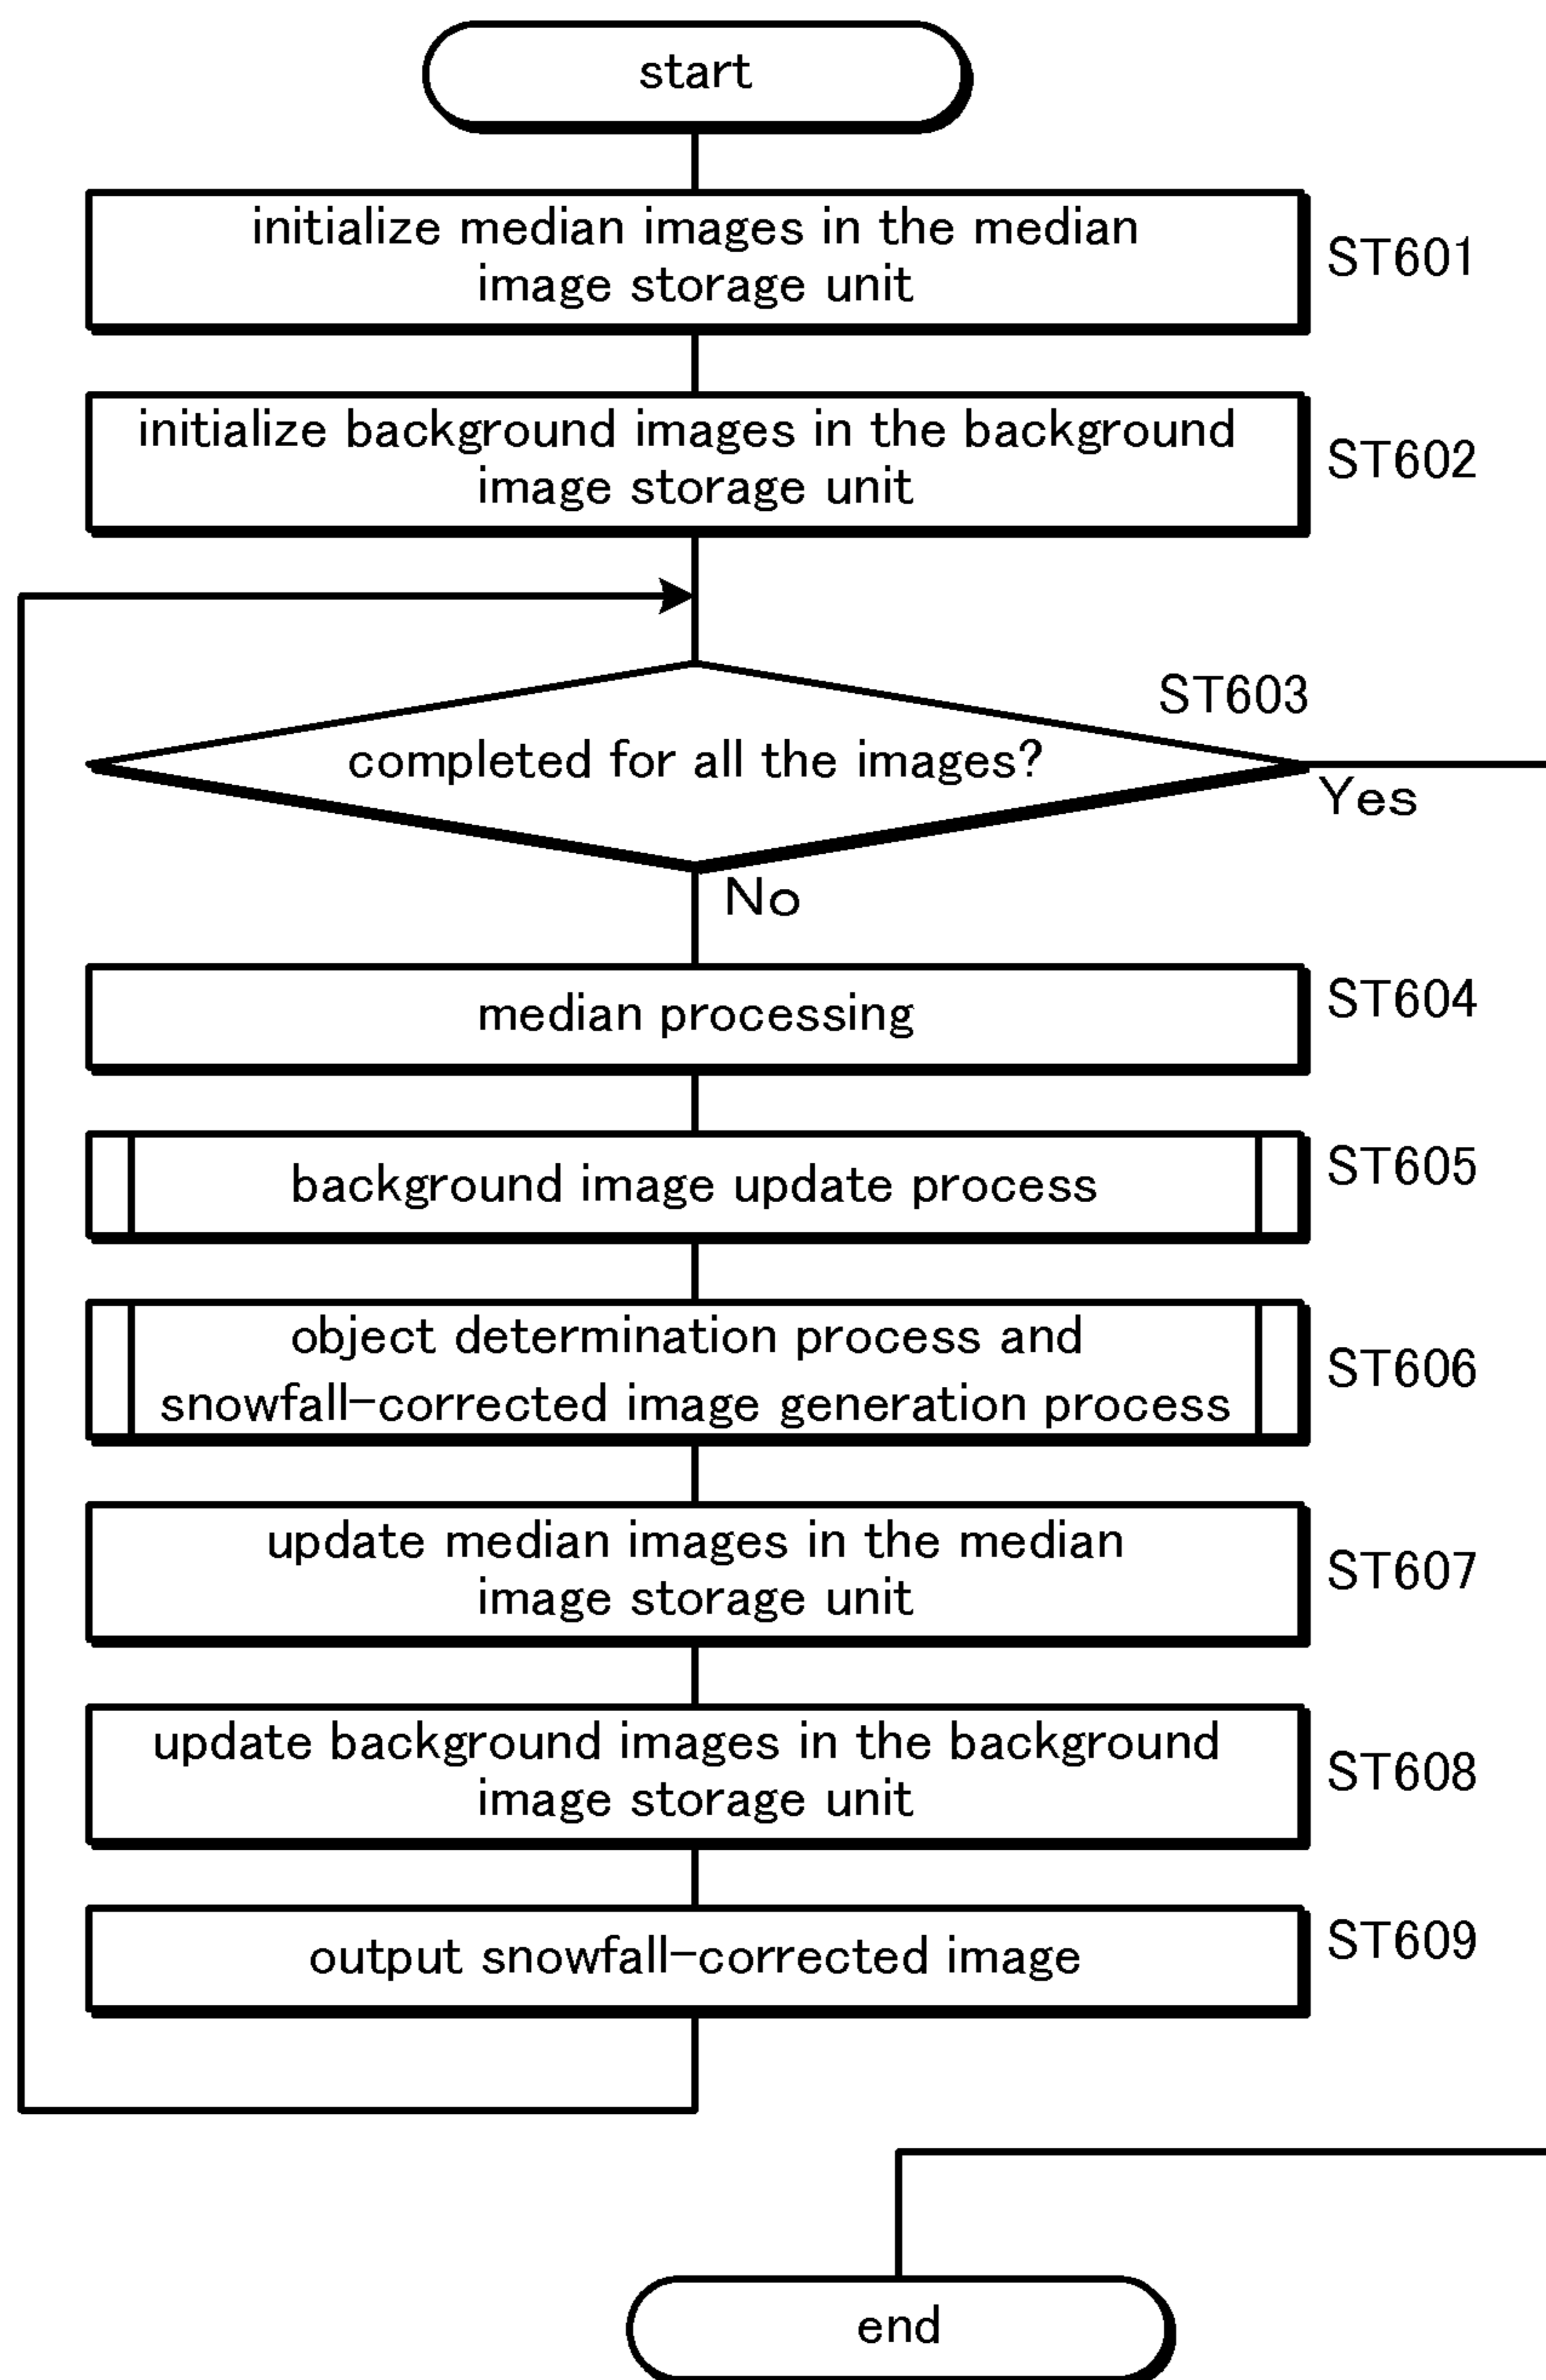 start
initialize median images in the median
image storage unit
ST601
initialize background images in the background
image storage unit
ST602
ST603
completed for all the images?
Yes
No
median processing
ST604
background image update process
ST605
object determination process and
snowfall-corrected image generation process
ST606
update median images in the median
image storage unit
ST607
update background images in the background
image storage unit
ST608
output snowfall-corrected image
ST609
end